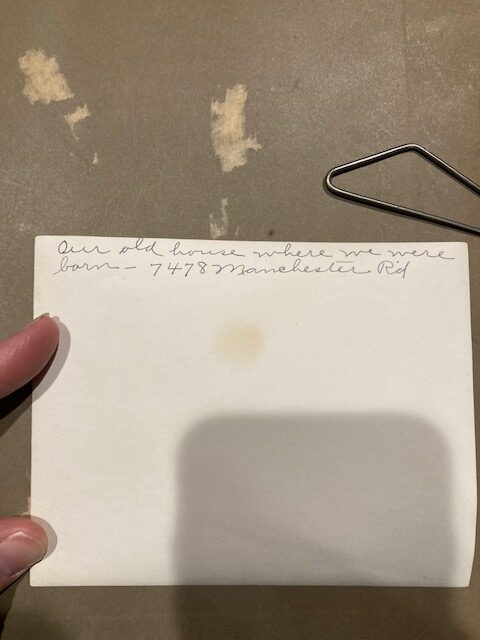 Our old house where we were
born - 7478 Manchester Rd